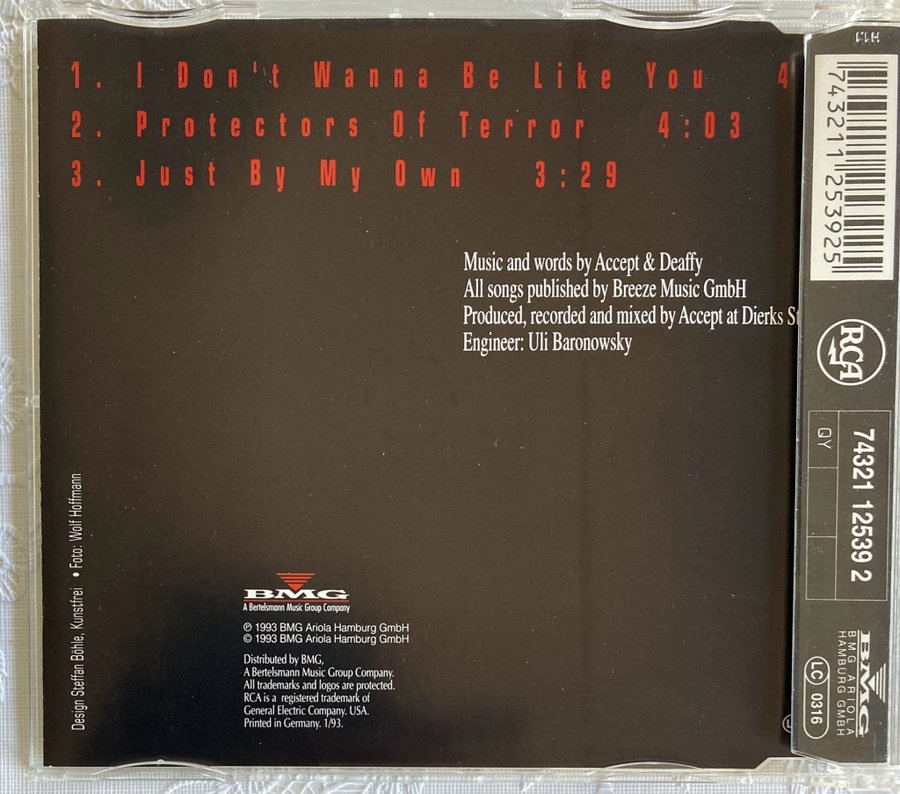 1. I Don't Wanna Be Like You 4
2. Protectors Of Terror 4:03
3. Just By My Own 3:29
Music and words by Accept & Deaffy
All songs published by Breeze Music GmbH
Produced, recorded and mixed by Accept at Dierks
Engineer: Uli Baronowsky
Design Steffan Böhle, Kunstfrei • Foto: Wolf Hoffmann
BMG
A Bertelsmann Music Group Company
℗ 1993 BMG Ariola Hamburg GmbH
© 1993 BMG Ariola Hamburg GmbH
Distributed by BMG,
A Bertelsmann Music Group Company.
All trademarks and logos are protected.
RCA is a registered trademark of
General Electric Company. USA.
Printed in Germany. 1/93.
743211253925
RCA
QY
74321 12539 2
BMG
BMG ARIOLA
HAMBURG GMBH
LC 0316